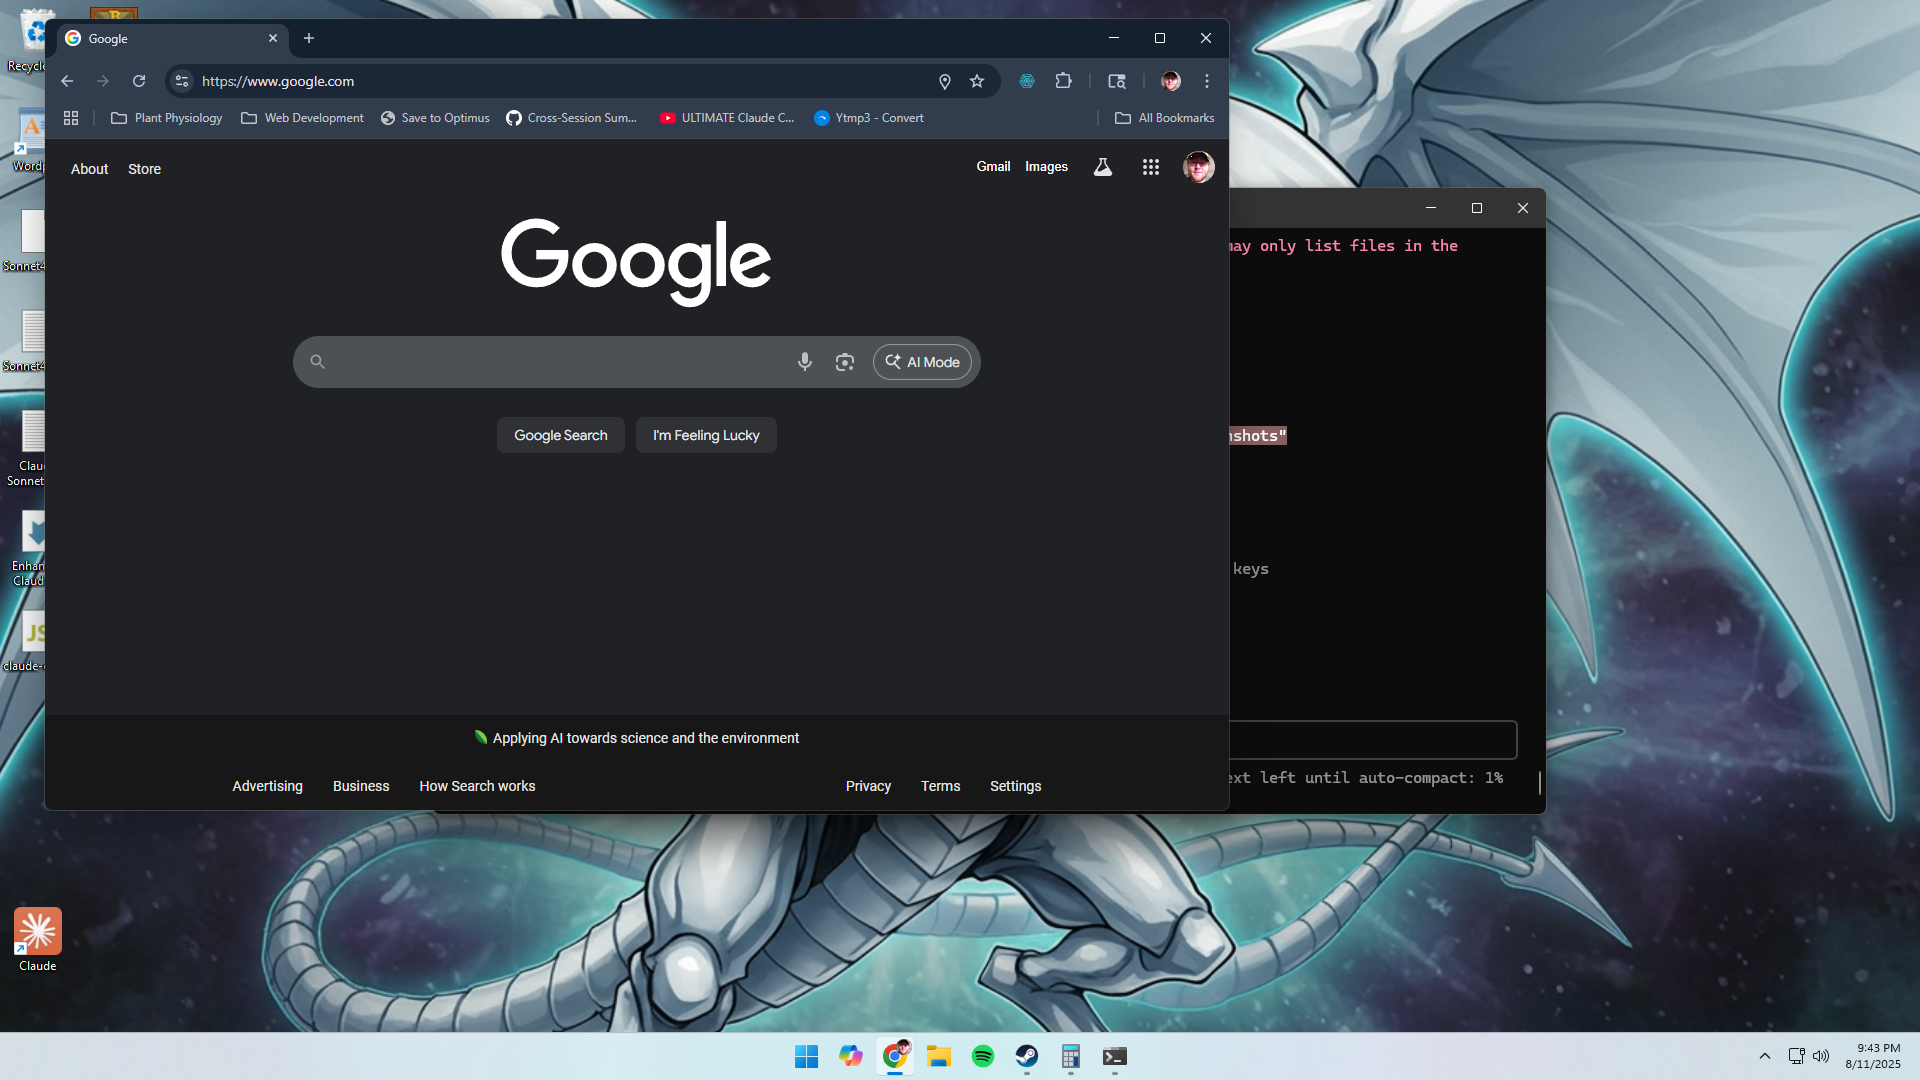 Google
https://www.google.com
Plant Physiology
Web Development
Save to Optimus
Cross-Session Sum...
ULTIMATE Claude C...
Ytmp3 - Convert
All Bookmarks
About
Store
Gmail
Images
Google
AI Mode
Google Search
I'm Feeling Lucky
Applying AI towards science and the environment
Advertising
Business
How Search works
Privacy
Terms
Settings
only list files in the
shots"
keys
left until auto-compact: 1%
Recycle
Wordp
Sonnet4
Sonnet4
Clau
Sonnet
Enhan
Claud
JS
claude-
Claude
9:43 PM
8/11/2025